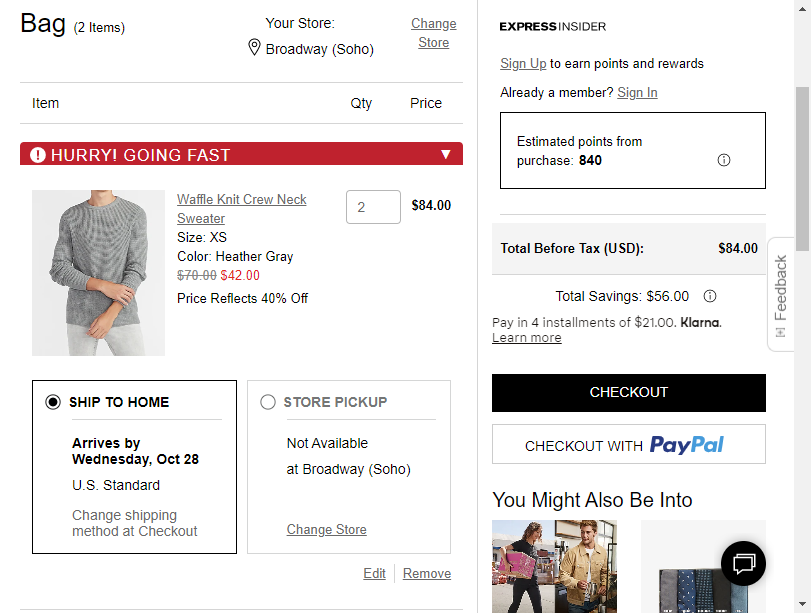 Bag (2 Items)
Your Store:
Broadway (Soho)
Change
Store
Item Qty Price
HURRY! GOING FAST
Waffle Knit Crew Neck
Sweater
Size: XS
Color: Heather Gray
$70.00 $42.00
Price Reflects 40% Off
2
$84.00
SHIP TO HOME
Arrives by
Wednesday, Oct 28
U.S. Standard
Change shipping
method at Checkout
STORE PICKUP
Not Available
at Broadway (Soho)
Change Store
Edit Remove
EXPRESS INSIDER
Sign Up to earn points and rewards
Already a member? Sign In
Estimated points from
purchase: 840
Total Before Tax (USD): $84.00
Total Savings: $56.00
Pay in 4 installments of $21.00. Klarna.
Learn more
CHECKOUT
CHECKOUT WITH PayPal
You Might Also Be Into
Feedback